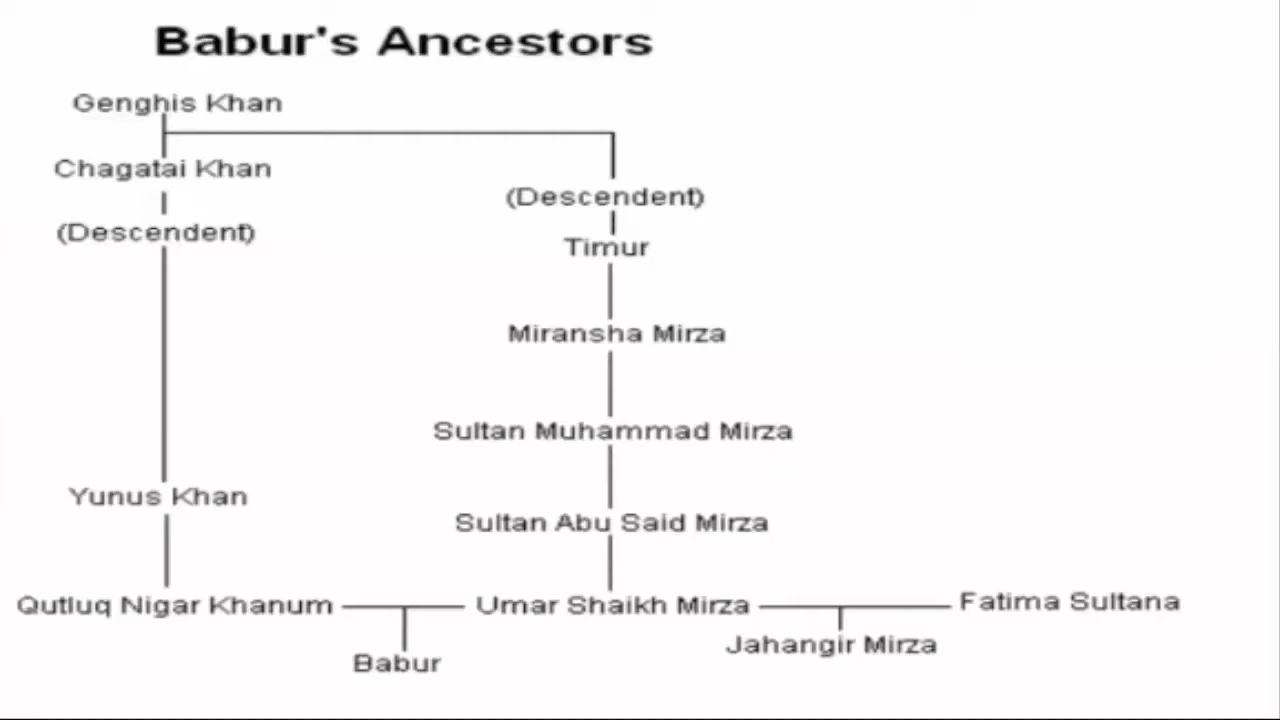 Babur's Ancestors
Genghis Khan
Chagatai Khan
(Descendent)
(Descendent)
Timur
Miransha Mirza
Sultan Muhammad Mirza
Yunus Khan
Sultan Abu Said Mirza
Qutluq Nigar Khanum
Umar Shaikh Mirza
Fatima Sultana
Jahangir Mirza
Babur